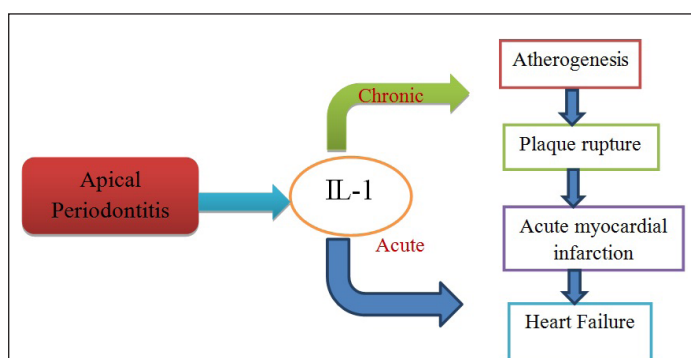 Apical
Periodontitis
IL-1
Chronic
Acute
Atherogenesis
Plaque rupture
Acute myocardial
infarction
Heart Failure